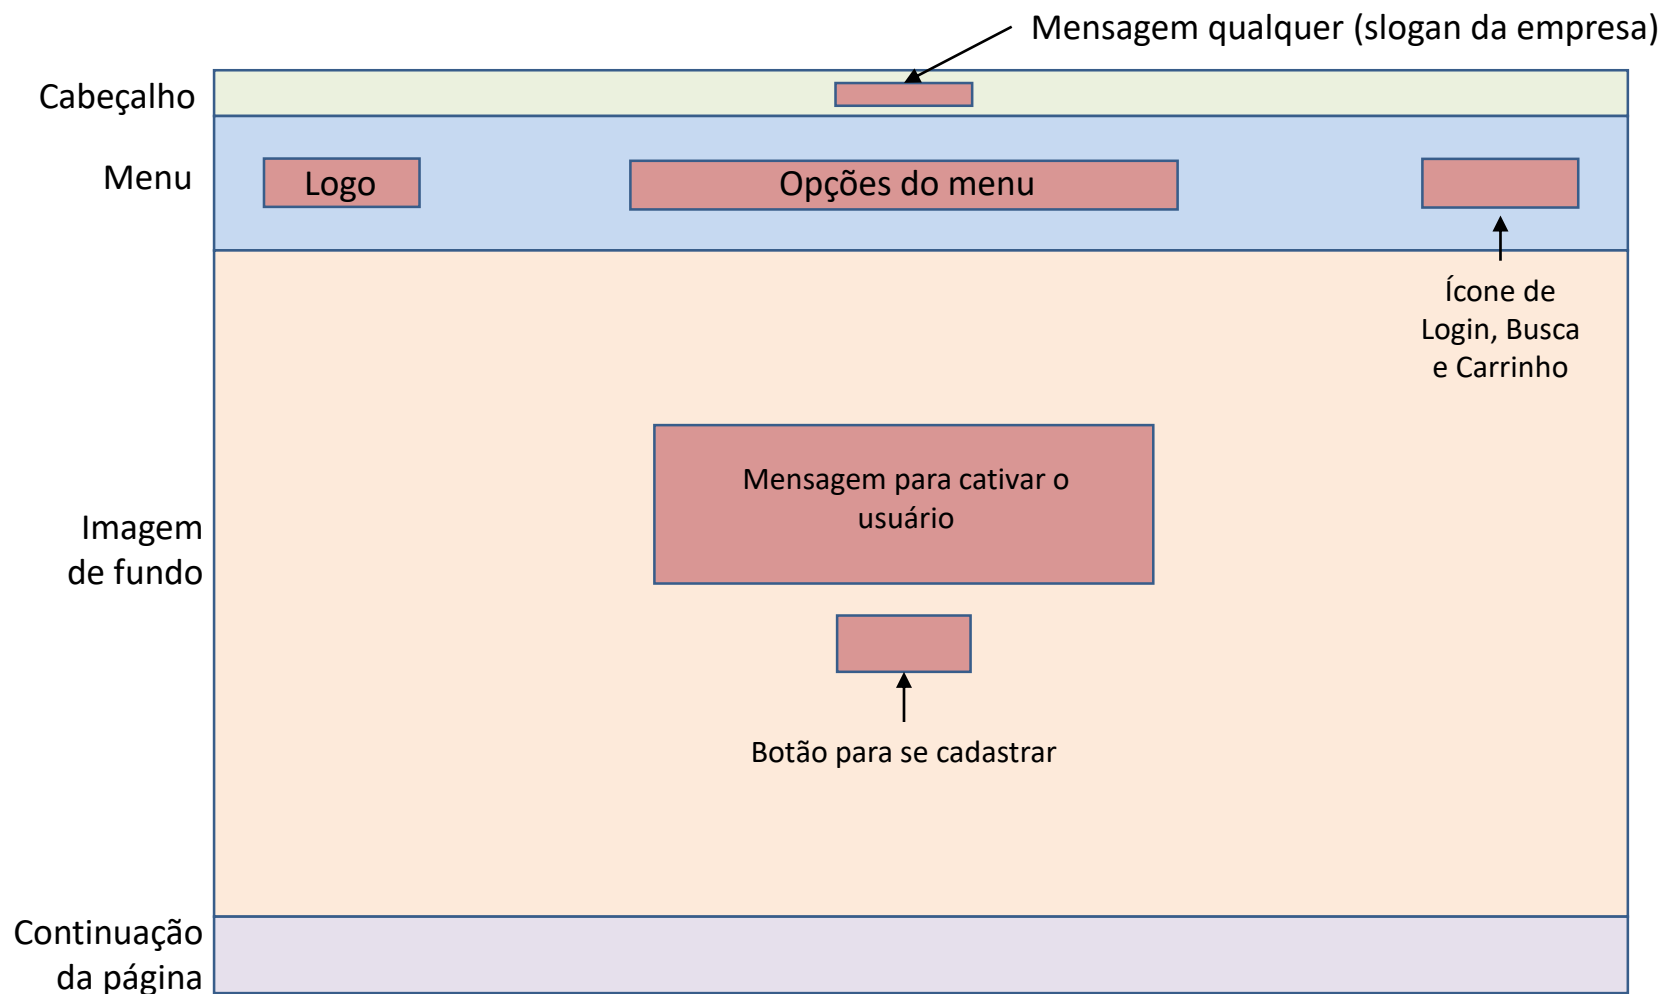 Mensagem qualquer (slogan da empresa)
Cabeçalho
Menu
Logo
Opções do menu
Ícone de
Login, Busca
e Carrinho
Mensagem para cativar o
usuário
Imagem
de fundo
Botão para se cadastrar
Continuação
da página